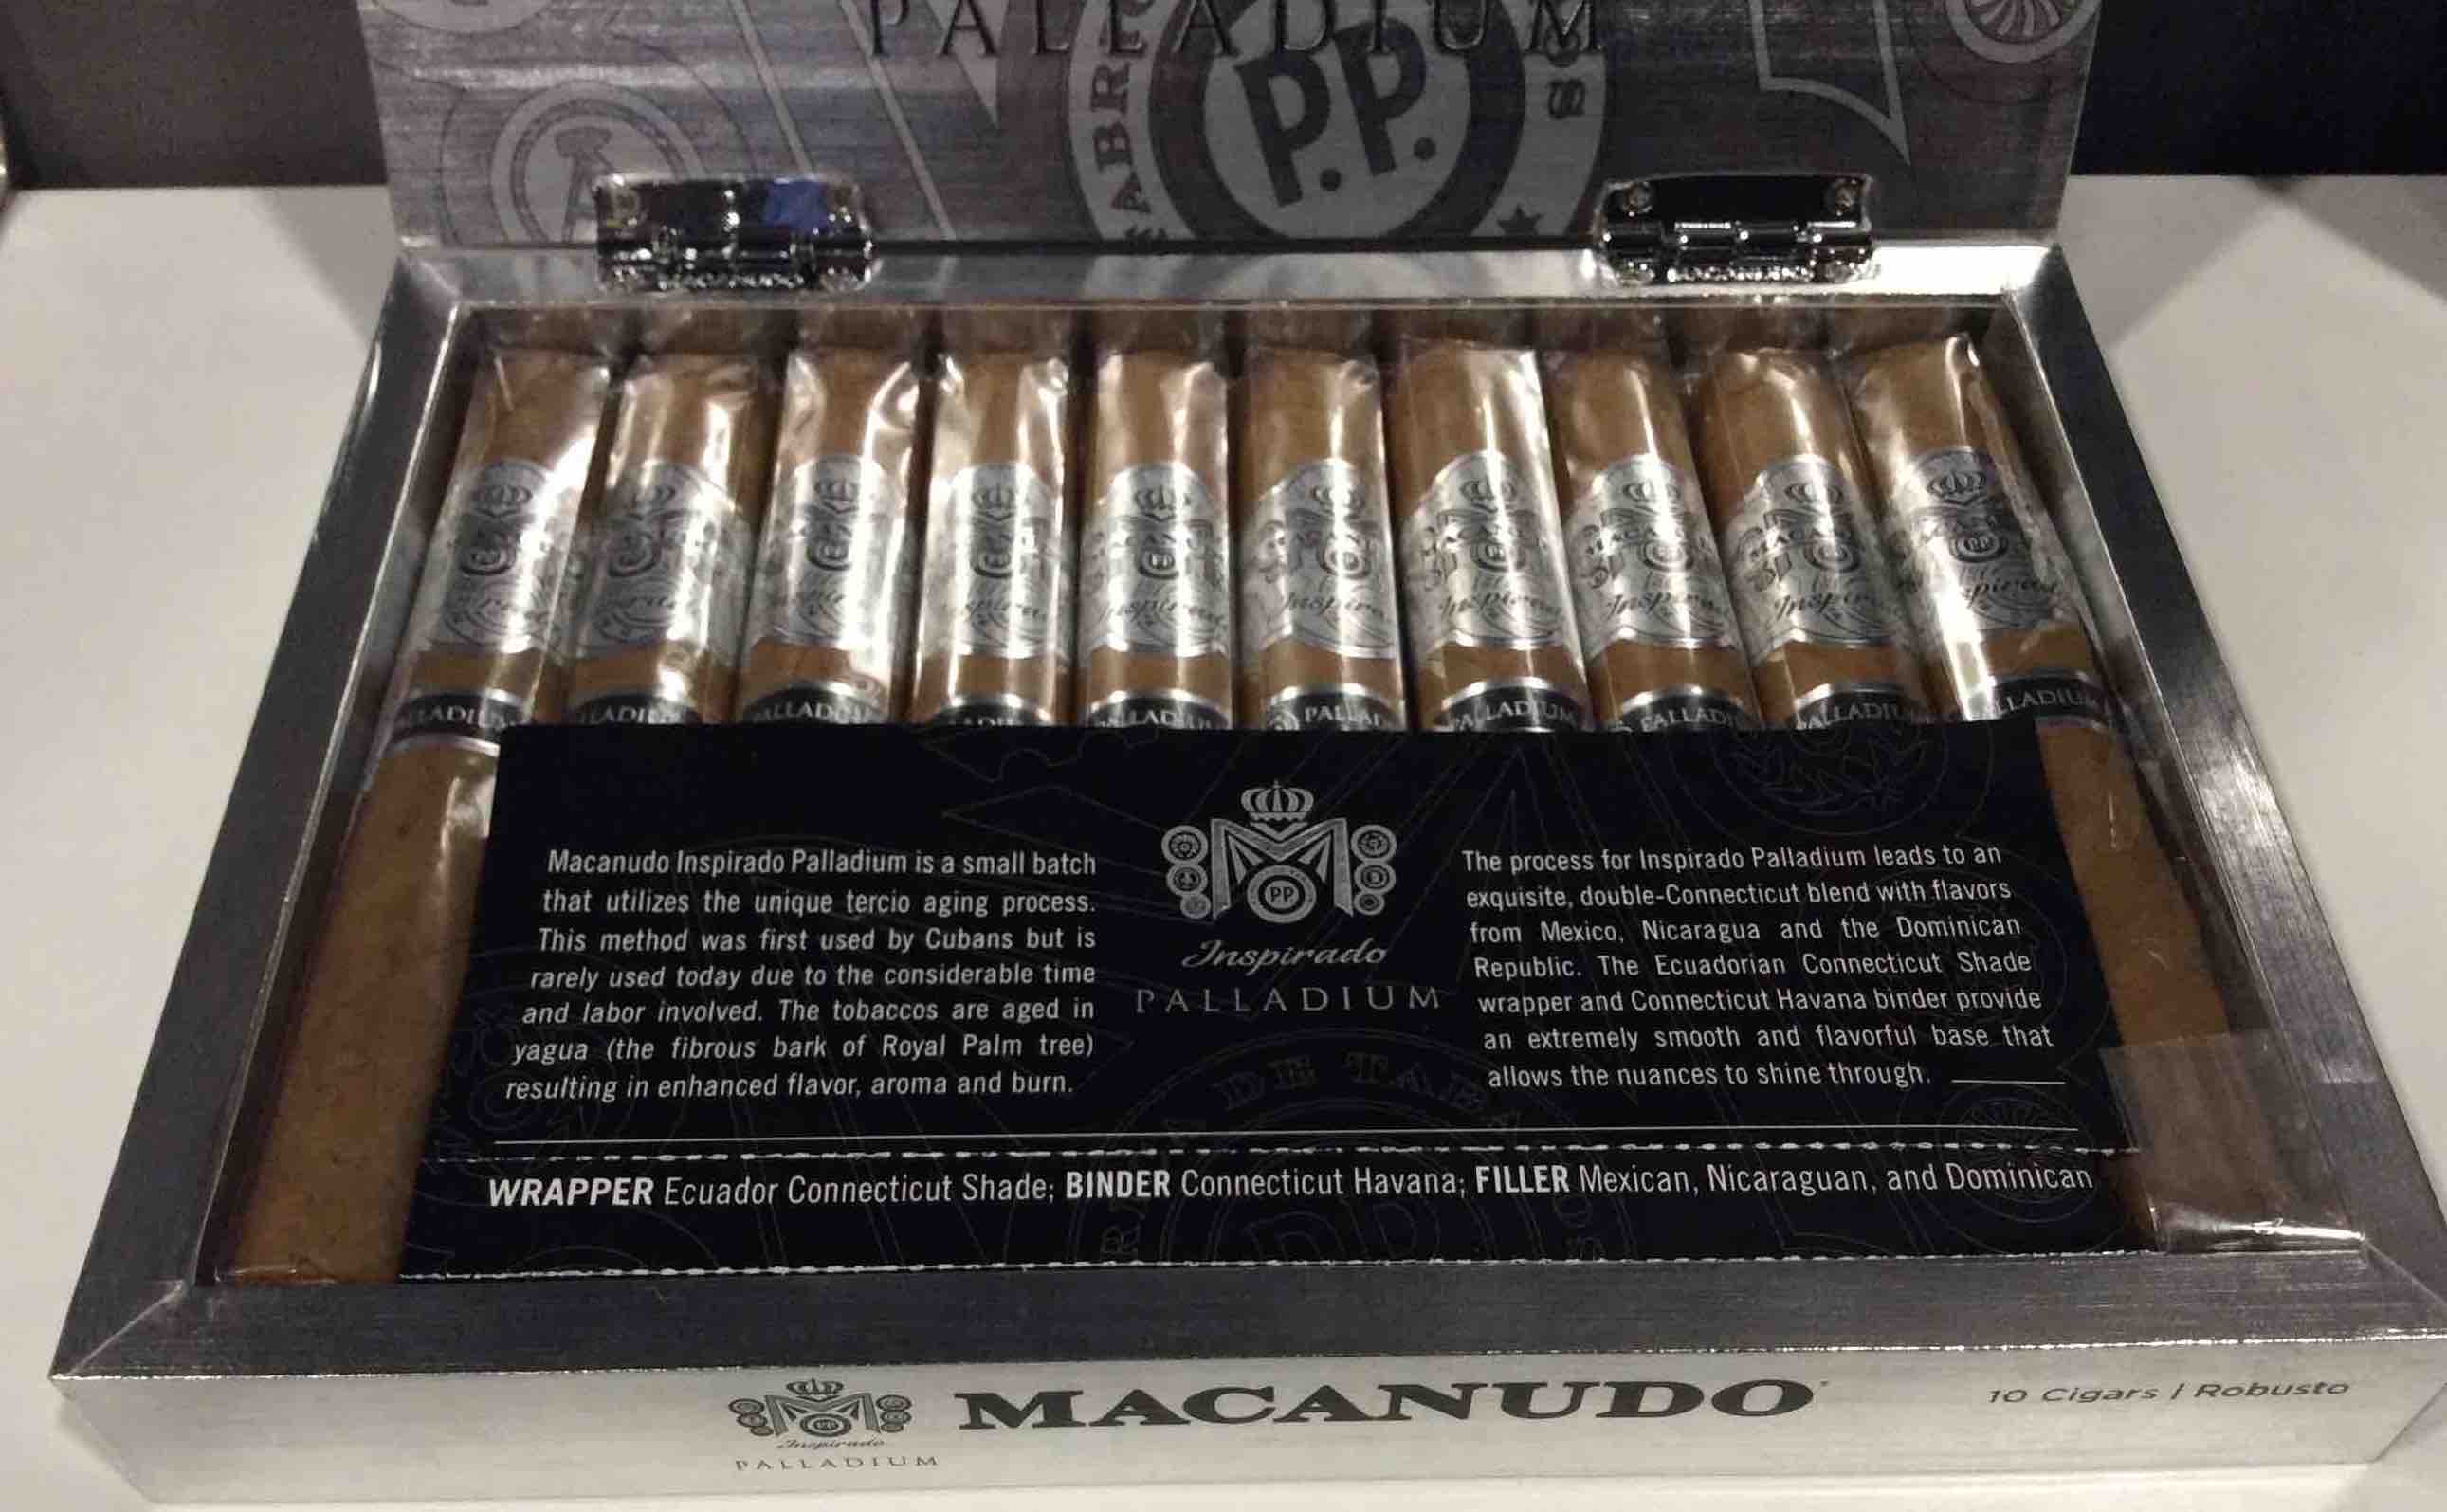 PALLADIUM
P.P.
Macanudo Inspirado Palladium is a small batch
that utilizes the unique tercio aging process.
This method was first used by Cubans but is
rarely used today due to the considerable time
and labor involved. The tobaccos are aged in
yagua (the fibrous bark of Royal Palm tree)
resulting in enhanced flavor, aroma and burn.
PP
Inspirado
PALLADIUM
The process for Inspirado Palladium leads to an
exquisite, double-Connecticut blend with flavors
from Mexico, Nicaragua and the Dominican
Republic. The Ecuadorian Connecticut Shade
wrapper and Connecticut Havana binder provide
an extremely smooth and flavorful base that
allows the nuances to shine through.
WRAPPER Ecuador Connecticut Shade; BINDER Connecticut Havana; FILLER Mexican, Nicaraguan, and Dominican
PP
Inspirado
PALLADIUM
MACANUDO
10 Cigars | Robusto